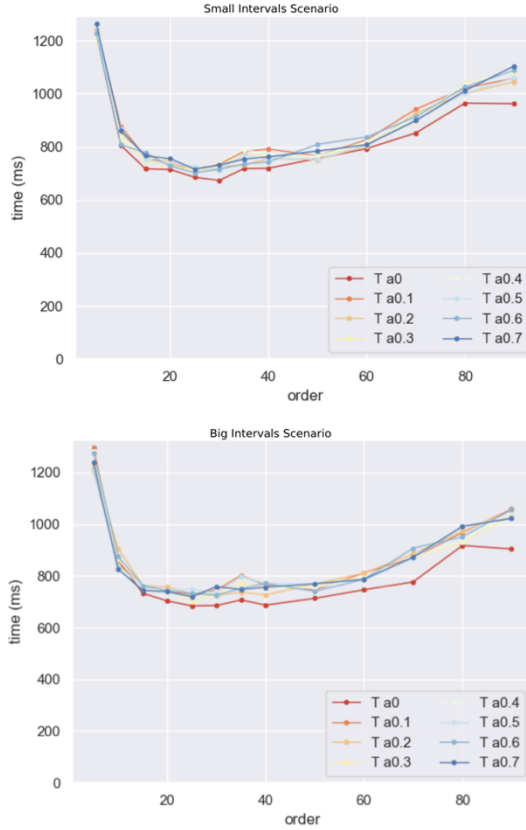 Small Intervals Scenario
1200
1000
800
600
400
200
0
time (ms)
T a0
T a0.1
T a0.2
T a0.3
T a0.4
T a0.5
T a0.6
T a0.7
20
40
60
80
order
Big Intervals Scenario
1200
1000
800
600
400
200
0
time (ms)
T a0
T a0.1
T a0.2
T a0.3
T a0.4
T a0.5
T a0.6
T a0.7
20
40
60
80
order